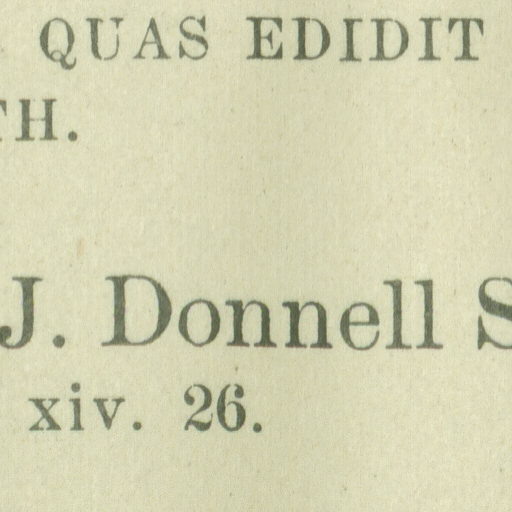 QUAS EDIDIT
TH.
J. Donnell S
xiv. 26.